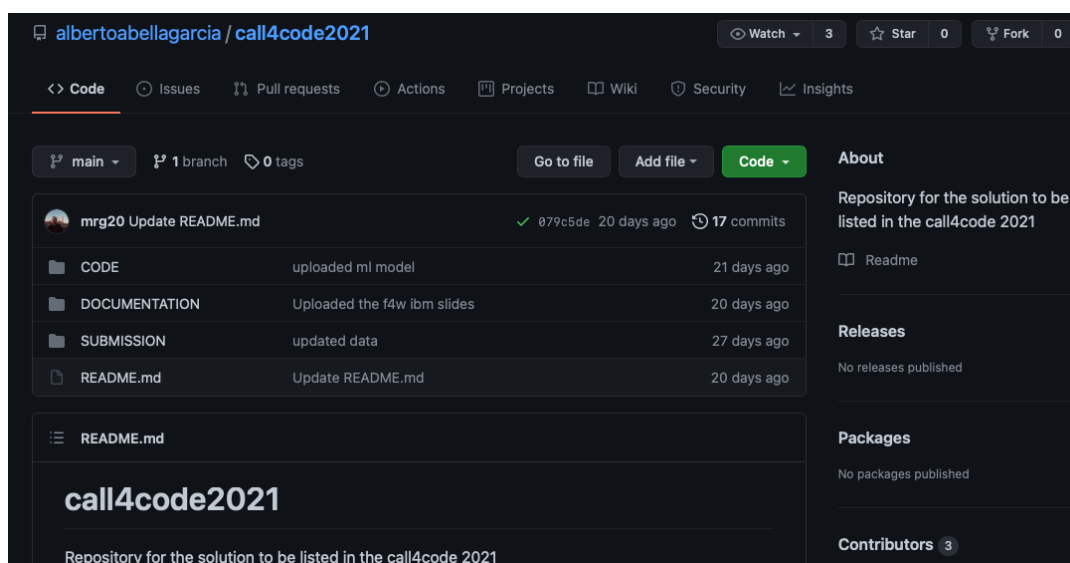 albertoabellagarcia / call4code2021
Watch 3 Star 0 Fork 0
Code Issues Pull requests Actions Projects Wiki Security Insights
main 1 branch 0 tags Go to file Add file Code
mrg20 Update README.md 079c5de 20 days ago 17 commits
CODE uploaded ml model 21 days ago
DOCUMENTATION Uploaded the f4w ibm slides 20 days ago
SUBMISSION updated data 27 days ago
README.md Update README.md 20 days ago
README.md
call4code2021
Repository for the solution to be listed in the call4code 2021
About
Repository for the solution to be
listed in the call4code 2021
Readme
Releases
No releases published
Packages
No packages published
Contributors 3